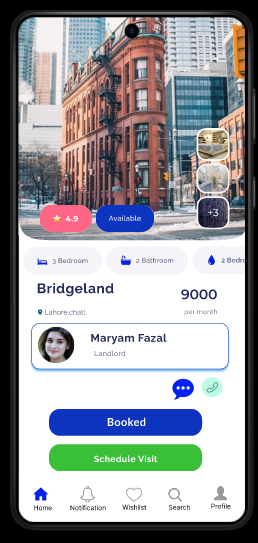 +3
4.9
Available
3 Bedroom
2 Bathroom
2 Bedro
Bridgeland
9000
Lahore,chatt
per month
Maryam Fazal
Landlord
Booked
Schedule Visit
Home
Notification
Wishlist
Search
Profile